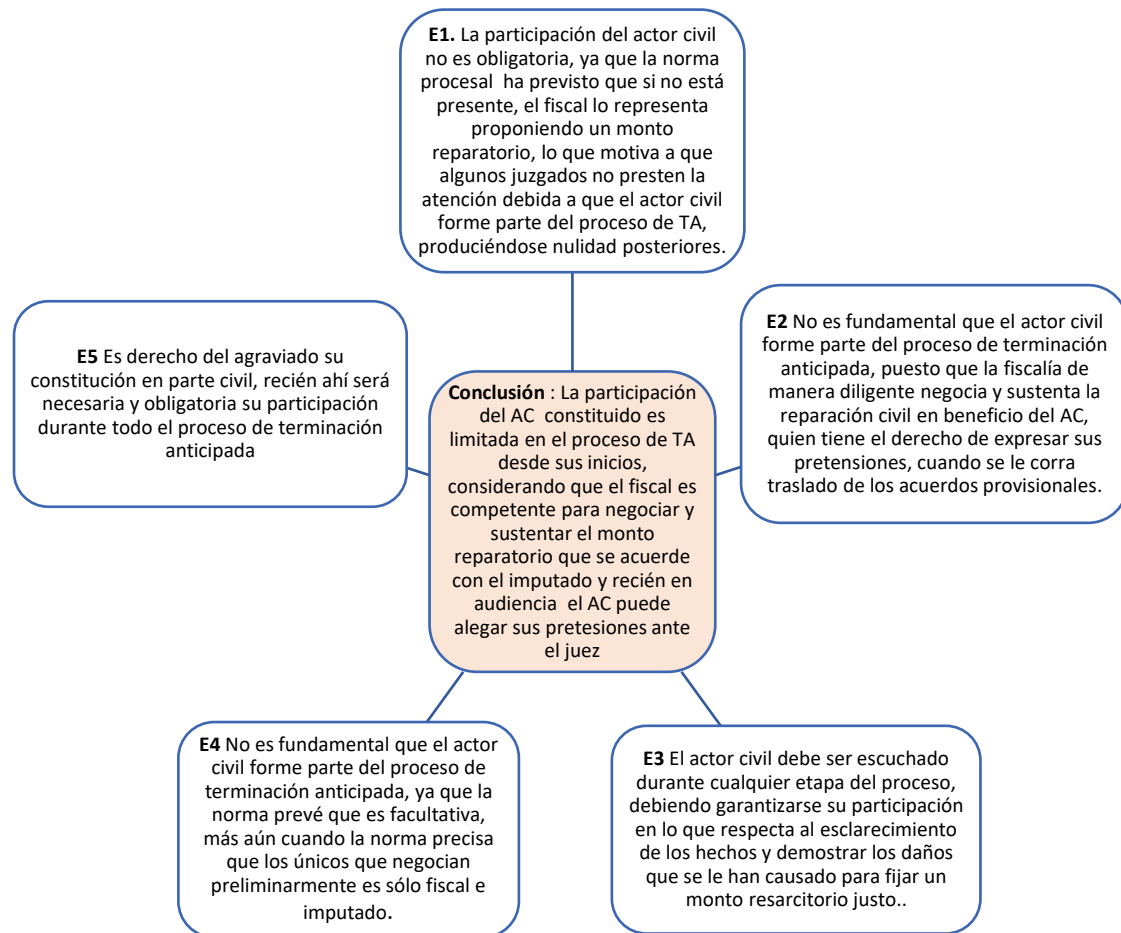 E1. La participación del actor civil
no es obligatoria, ya que la norma
procesal ha previsto que si no está
presente, el fiscal lo representa
proponiendo un monto
reparatorio, lo que motiva a que
algunos juzgados no presten la
atención debida a que el actor civil
forme parte del proceso de TA,
produciéndose nulidad posteriores.
E2 No es fundamental que el actor civil
forme parte del proceso de terminación
anticipada, puesto que la fiscalía de
manera diligente negocia y sustenta la
reparación civil en beneficio del AC,
quien tiene el derecho de expresar sus
pretensiones, cuando se le corra
traslado de los acuerdos provisionales.
E5 Es derecho del agraviado su
constitución en parte civil, recién ahí será
necesaria y obligatoria su participación
durante todo el proceso de terminación
anticipada
Conclusión : La participación
del AC constituido es
limitada en el proceso de TA
desde sus inicios,
considerando que el fiscal es
competente para negociar y
sustentar el monto
reparatorio que se acuerde
con el imputado y recién en
audiencia el AC puede
alegar sus pretesiones ante
el juez
E4 No es fundamental que el actor
civil forme parte del proceso de
terminación anticipada, ya que la
norma prevé que es facultativa,
más aún cuando la norma precisa
que los únicos que negocian
preliminarmente es sólo fiscal e
imputado.
E3 El actor civil debe ser escuchado
durante cualquier etapa del proceso,
debiendo garantizarse su participación
en lo que respecta al esclarecimiento
de los hechos y demostrar los daños
que se le han causado para fijar un
monto resarcitorio justo..